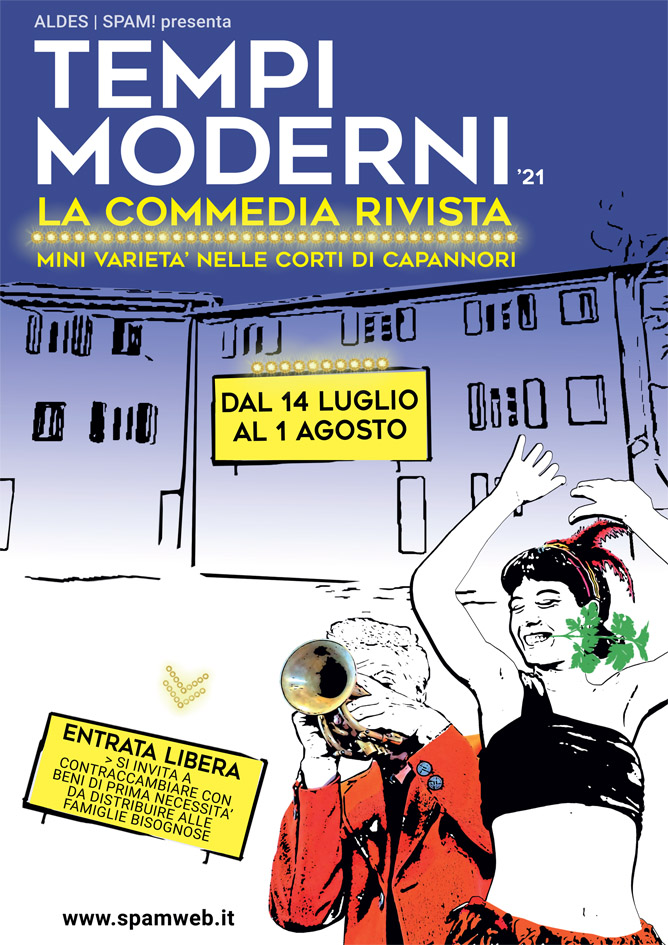 ALDES | SPAM! presenta
TEMPI
MODERNI '21
LA COMMEDIA RIVISTA
MINI VARIETA' NELLE CORTI DI CAPANNORI
DAL 14 LUGLIO
AL 1 AGOSTO
ENTRATA LIBERA
> SI INVITA A
CONTRACCAMBIARE CON
BENI DI PRIMA NECESSITA'
DA DISTRIBUIRE ALLE
FAMIGLIE BISOGNOSE
www.spamweb.it